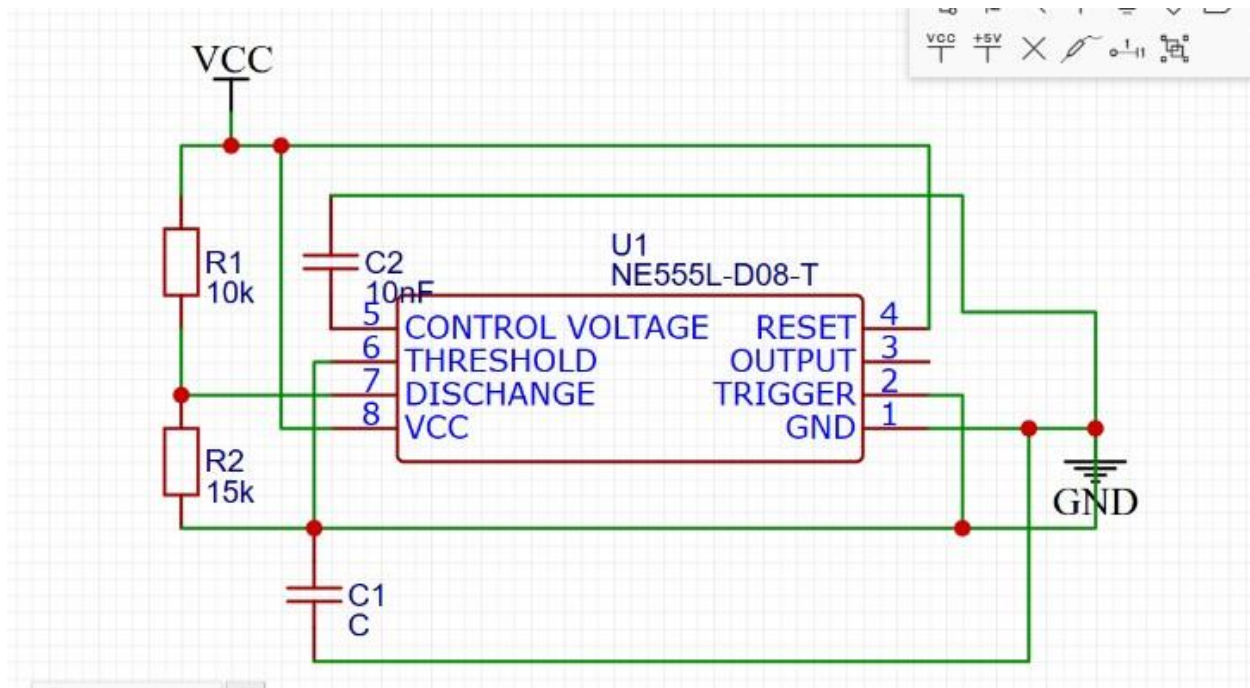 VCC
+5V
VCC
R1
10k
C2
10nF
U1
NE555L-D08-T
5
CONTROL VOLTAGE
RESET
4
6
THRESHOLD
OUTPUT
3
7
DISCHANGE
TRIGGER
2
8
VCC
GND
1
R2
15k
GND
C1
C